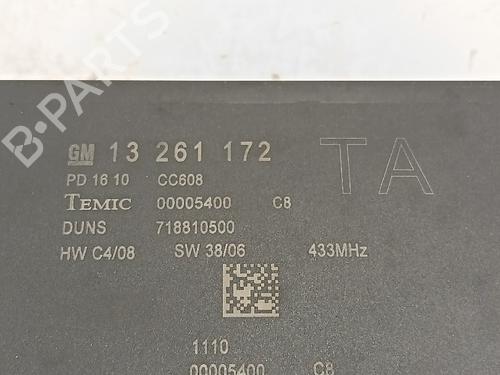 B-PARTS
GM 13 261 172 TA
PD 16 10 CC608
TEMIC 00005400 C8
DUNS 718810500
HW C4/08 SW 38/06 433MHz
1110
00005400 C8